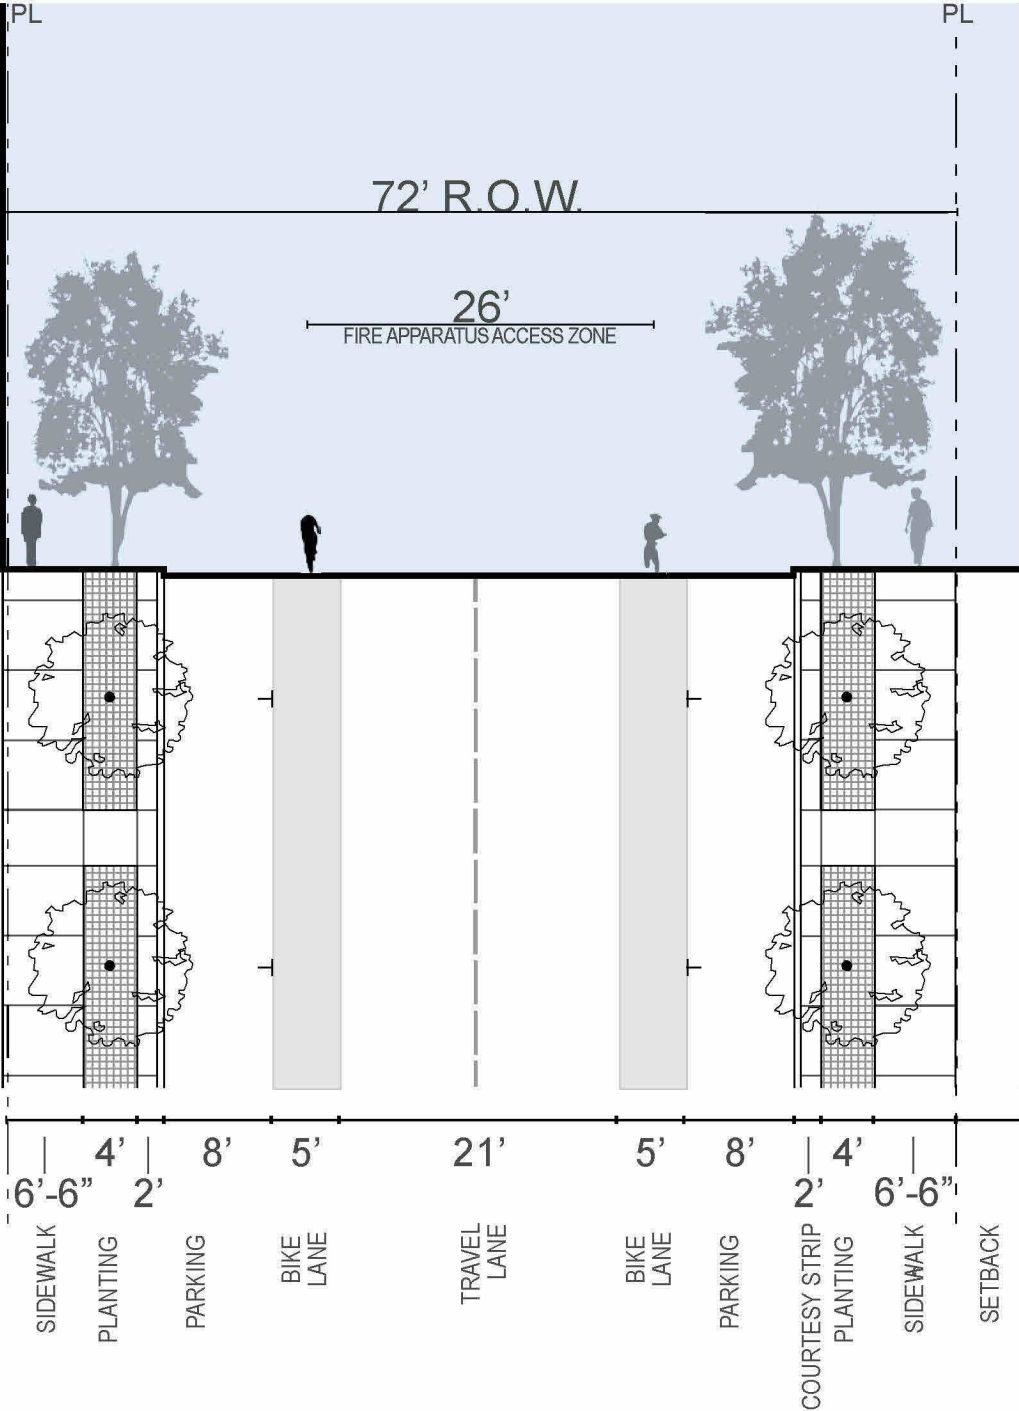 PL
PL
72' R.O.W.
26'
FIRE APPARATUS ACCESS ZONE
4'
8'
5'
21'
5'
8'
4'
6'-6"
2'
2'
6'-6"
SIDEWALK
PLANTING
PARKING
BIKE
LANE
TRAVEL
LANE
BIKE
LANE
PARKING
COURTESY STRIP
PLANTING
SIDEWALK
SETBACK